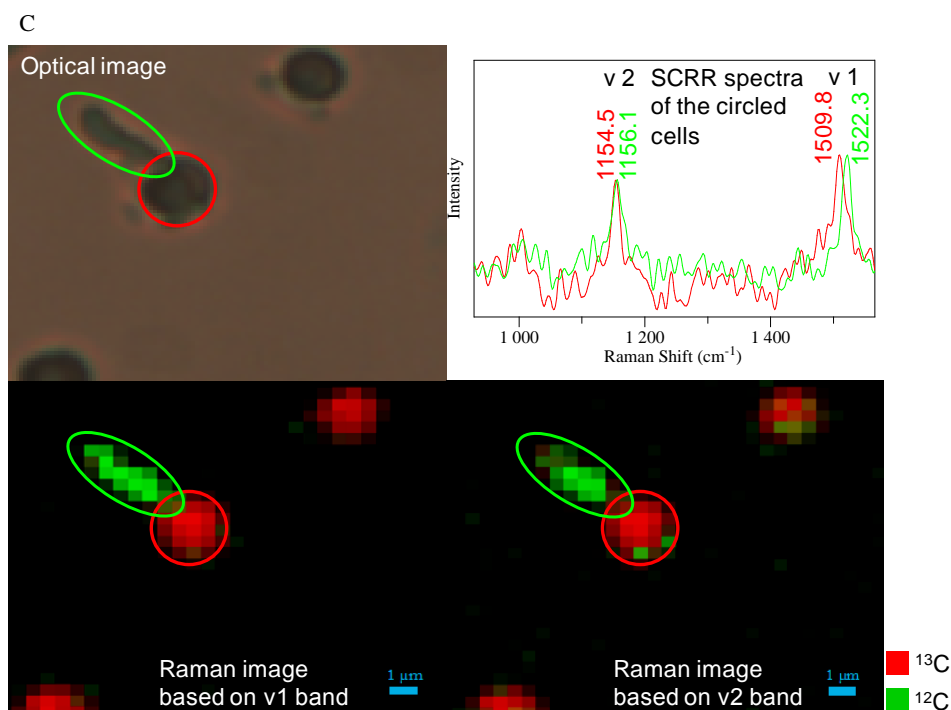 C
Optical image
ν 2
SCRR spectra
of the circled
cells
ν 1
1154.5
1156.1
1509.8
1522.3
Intensity
1 000
1 200
1 400
Raman Shift (cm⁻¹)
Raman image
based on v1 band
1 μm
Raman image
based on v2 band
1 μm
¹³C
¹²C